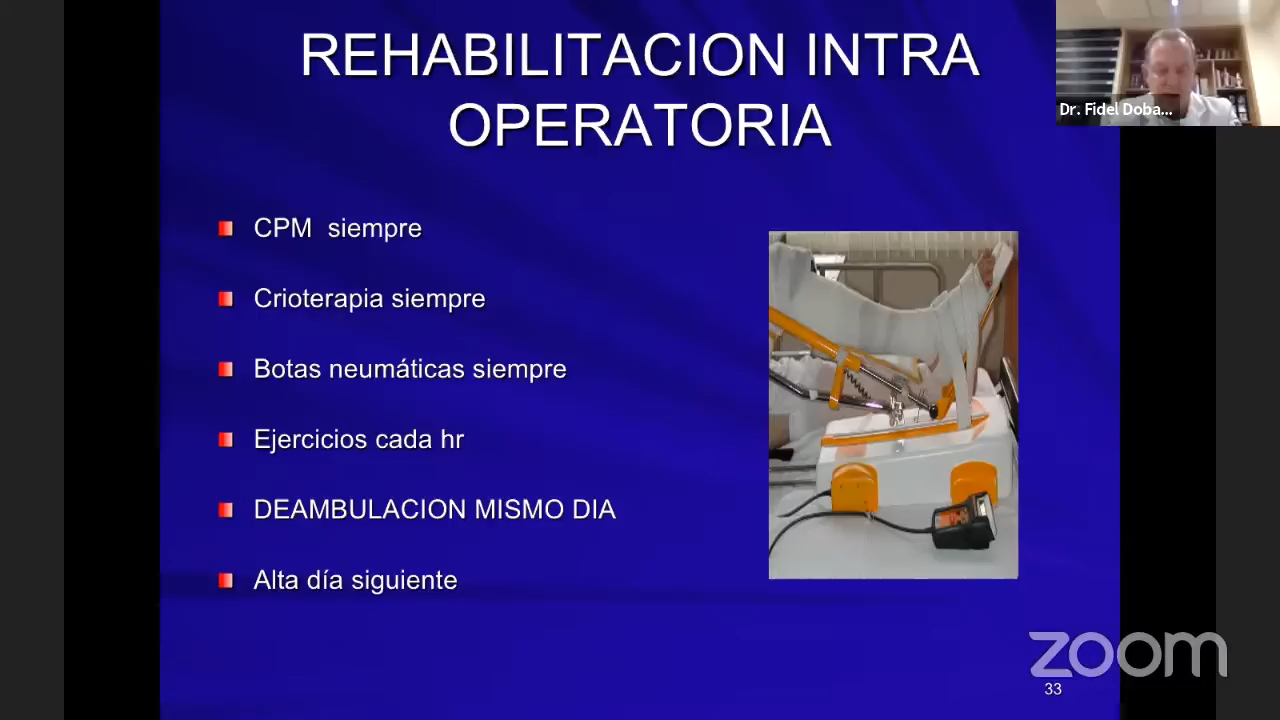 REHABILITACION INTRA
OPERATORIA
Dr. Fidel Doba...
CPM  siempre
Crioterapia siempre
Botas neumáticas siempre
Ejercicios cada hr
DEAMBULACION MISMO DIA
Alta día siguiente
zoom
33